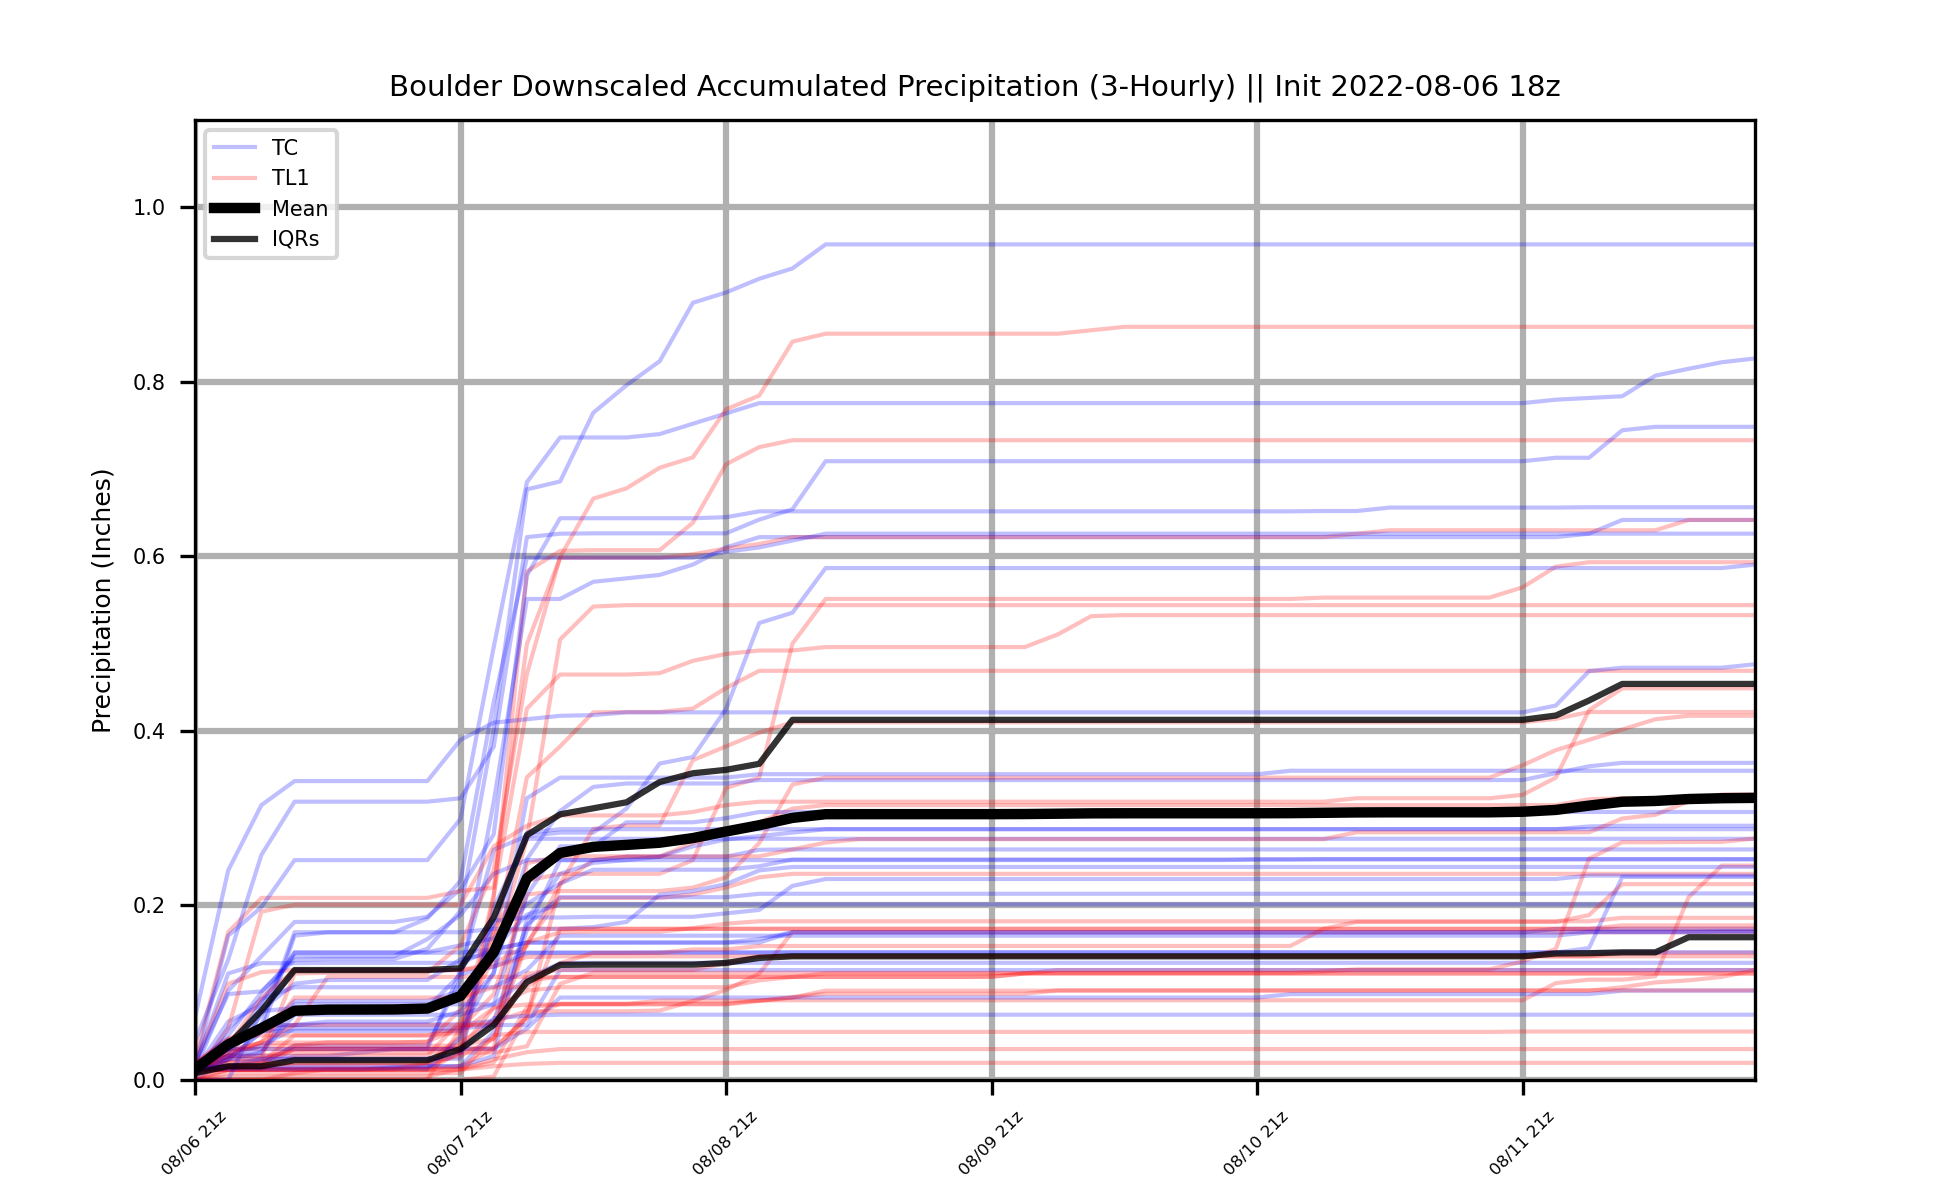 Boulder Downscaled Accumulated Precipitation (3-Hourly) || Init 2022-08-06 18z
TC
TL1
Mean
IQRs
Precipitation (Inches)
1.0
0.8
0.6
0.4
0.2
0.0
08/06 21z
08/07 21z
08/08 21z
08/09 21z
08/10 21z
08/11 21z